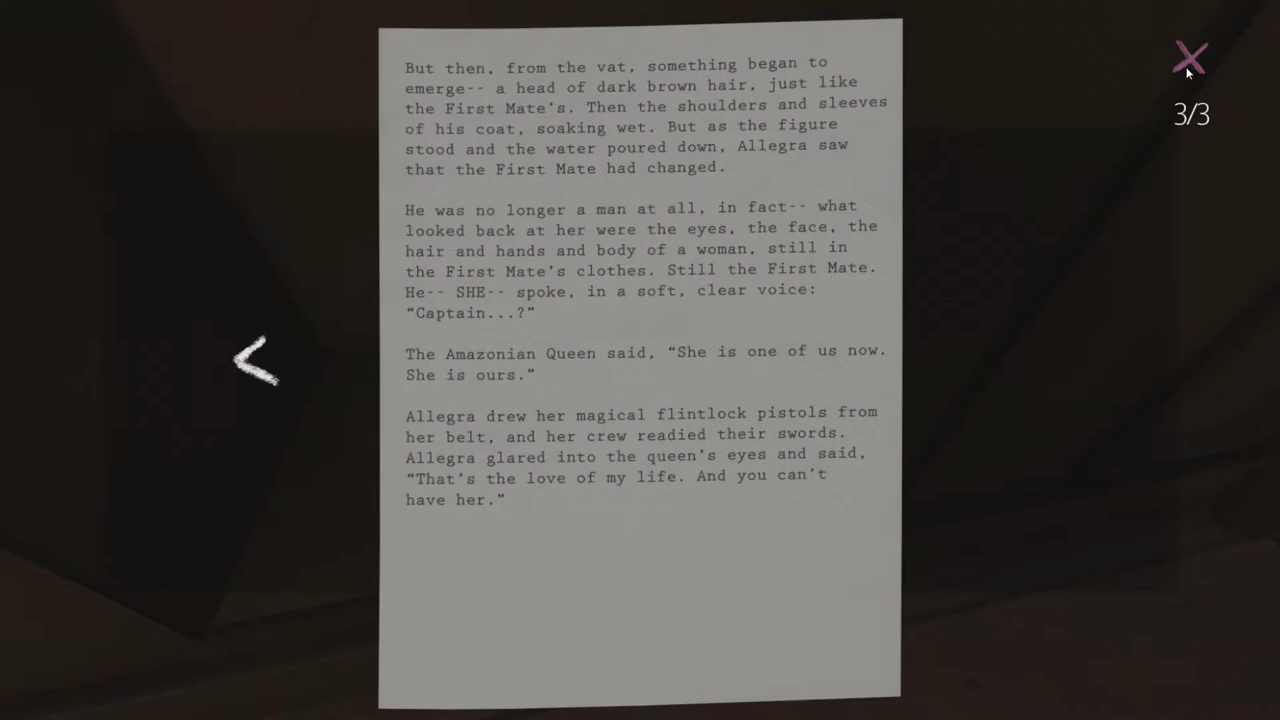 But then, from the vat, something began to
emerge-- a head of dark brown hair, just like
the First Mate's. Then the shoulders and sleeves
of his coat, soaking wet. But as the figure
stood and the water poured down, Allegra saw
that the First Mate had changed.
He was no longer a man at all, in fact-- what
looked back at her were the eyes, the face, the
hair and hands and body of a woman, still in
the First Mate's clothes. Still the First Mate.
He-- SHE-- spoke, in a soft, clear voice:
“Captain...?”
The Amazonian Queen said, “She is one of us now.
She is ours.”
Allegra drew her magical flintlock pistols from
her belt, and her crew readied their swords.
Allegra glared into the queen's eyes and said,
“That's the love of my life. And you can't
have her.”
3/3